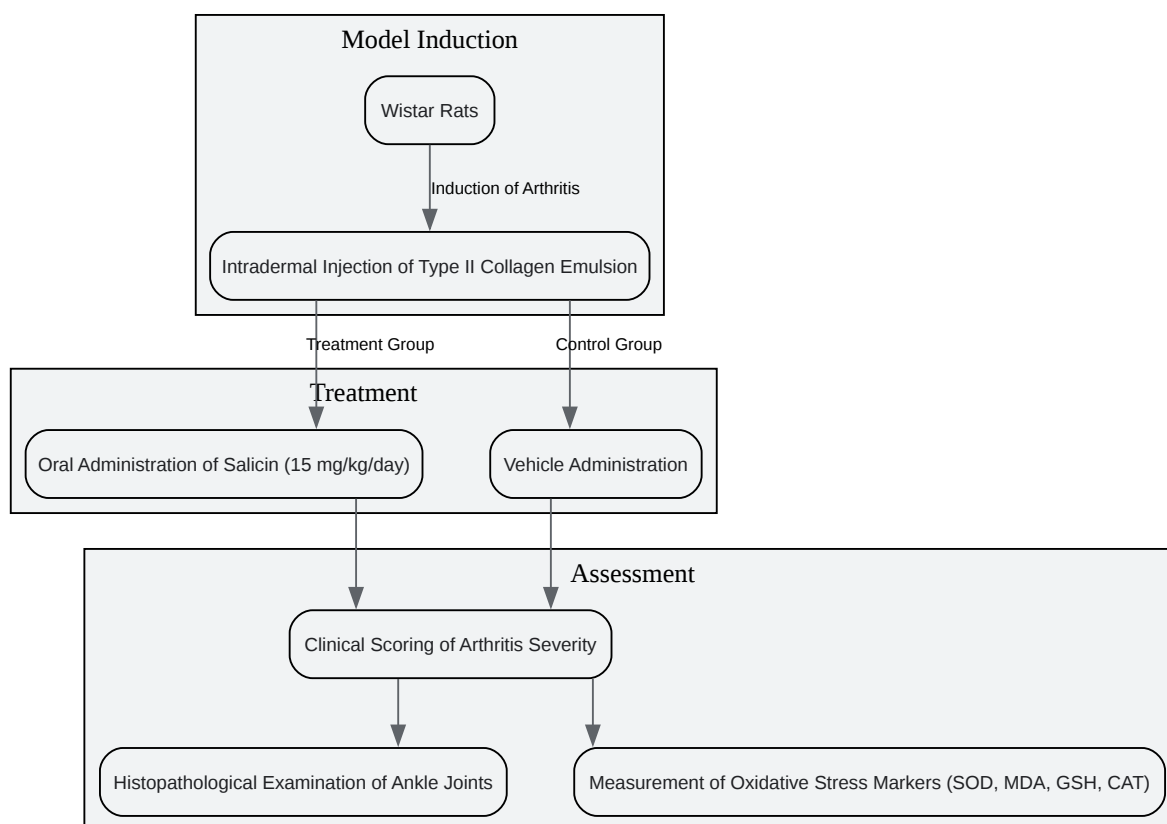 Model Induction
Wistar Rats
Induction of Arthritis
Intradermal Injection of Type II Collagen Emulsion
Treatment Group
Control Group
Treatment
Oral Administration of Salicin (15 mg/kg/day)
Vehicle Administration
Assessment
Clinical Scoring of Arthritis Severity
Histopathological Examination of Ankle Joints
Measurement of Oxidative Stress Markers (SOD, MDA, GSH, CAT)